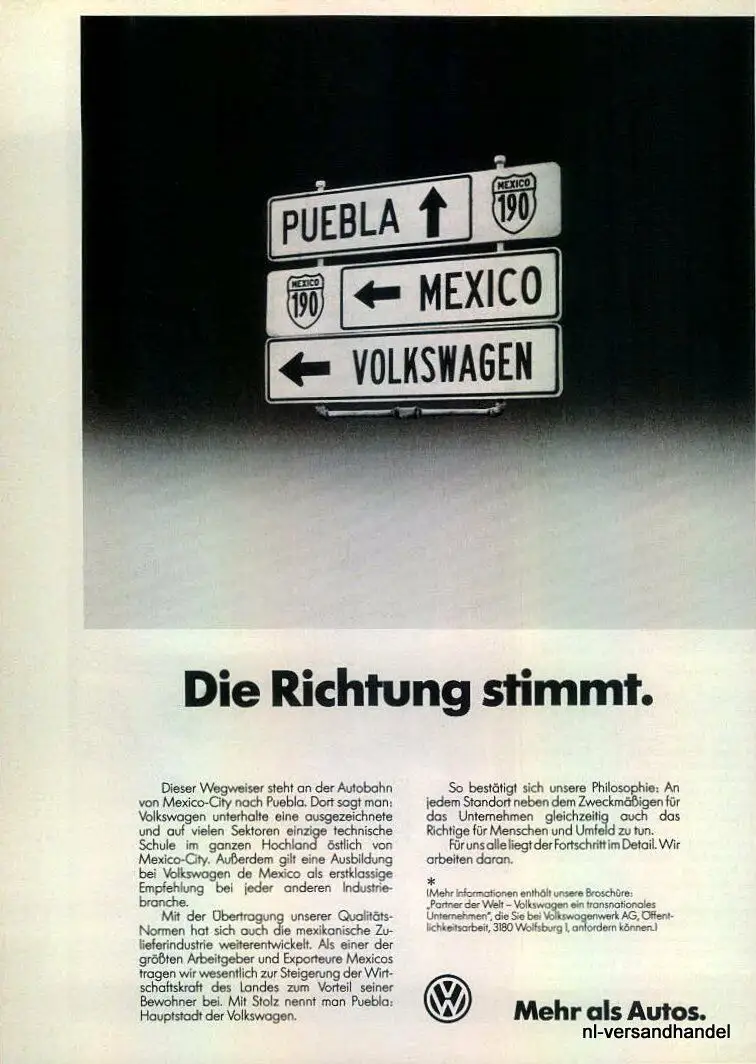 PUEBLA
MEXICO
190
MEXICO
190
MEXICO
VOLKSWAGEN
Die Richtung stimmt.
Dieser Wegweiser steht an der Autobahn
von Mexico-City nach Puebla. Dort sagt man:
Volkswagen unterhalte eine ausgezeichnete
und auf vielen Sektoren einzige technische
Schule im ganzen Hochland östlich von
Mexico-City. Außerdem gilt eine Ausbildung
bei Volkswagen de Mexico als erstklassige
Empfehlung bei jeder anderen Industrie-
branche.
Mit der Übertragung unserer Qualitäts-
Normen hat sich auch die mexikanische Zu-
lieferindustrie weiterentwickelt. Als einer der
größten Arbeitgeber und Exporteure Mexicos
tragen wir wesentlich zur Steigerung der Wirt-
schaftskraft des Landes zum Vorteil seiner
Bewohner bei. Mit Stolz nennt man Puebla:
Hauptstadt der Volkswagen.
So bestätigt sich unsere Philosophie: An
jedem Standort neben dem Zweckmäßigen für
das Unternehmen gleichzeitig auch das
Richtige für Menschen und Umfeld zu tun.
Für uns alle liegt der Fortschritt im Detail. Wir
arbeiten daran.
*
(Mehr Informationen enthält unsere Broschüre:
„Partner der Welt – Volkswagen ein transnationales
Unternehmen", die Sie bei Volkswagenwerk AG, Öffent-
lichkeitsarbeit, 3180 Wolfsburg 1, anfordern können.)
VW
Mehr als Autos.
nl-versandhandel